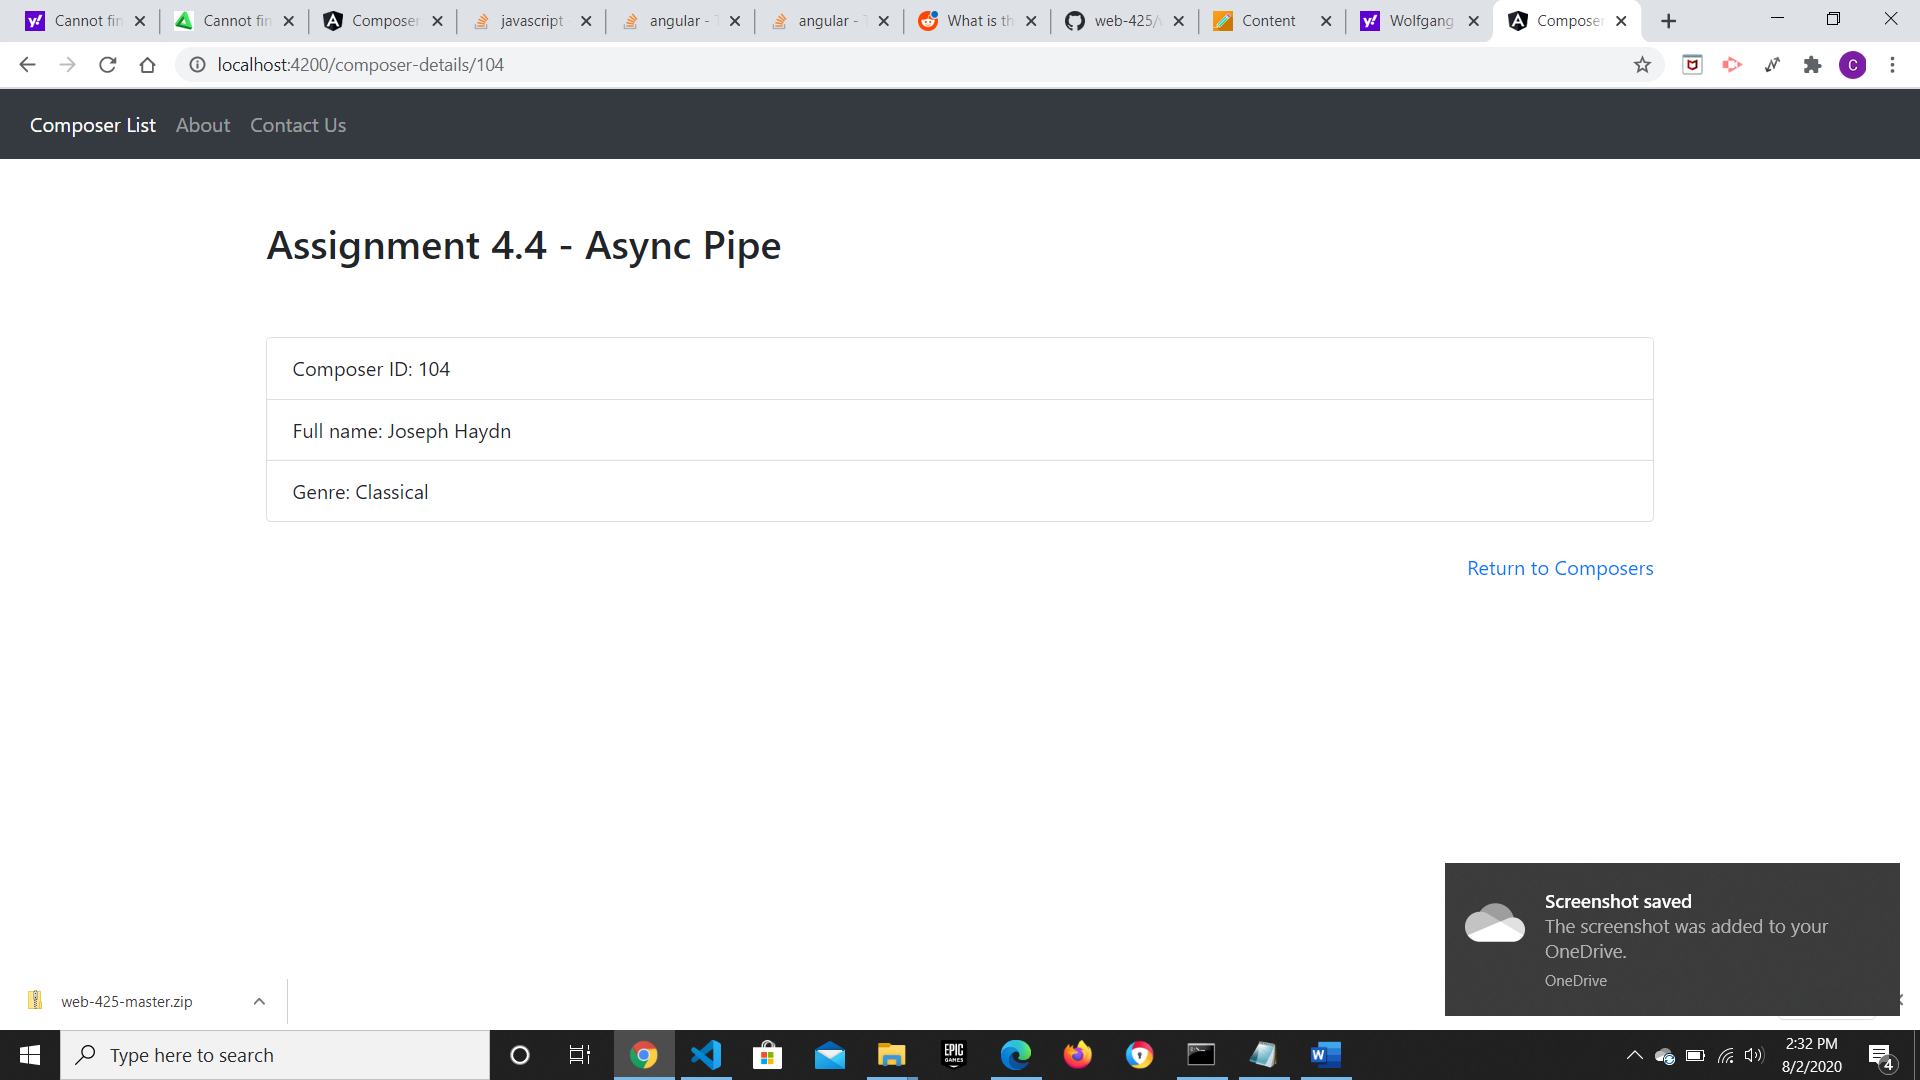 Cannot fin
Cannot fin
Composer
javascript
angular - T
angular - T
What is th
web-425/
Content
Wolfgang
Composer
localhost:4200/composer-details/104
C
Composer List About Contact Us
Assignment 4.4 - Async Pipe
Composer ID: 104
Full name: Joseph Haydn
Genre: Classical
Return to Composers
Screenshot saved
The screenshot was added to your
OneDrive.
OneDrive
web-425-master.zip
Type here to search
EPIC
GAMES
2:32 PM
8/2/2020
4